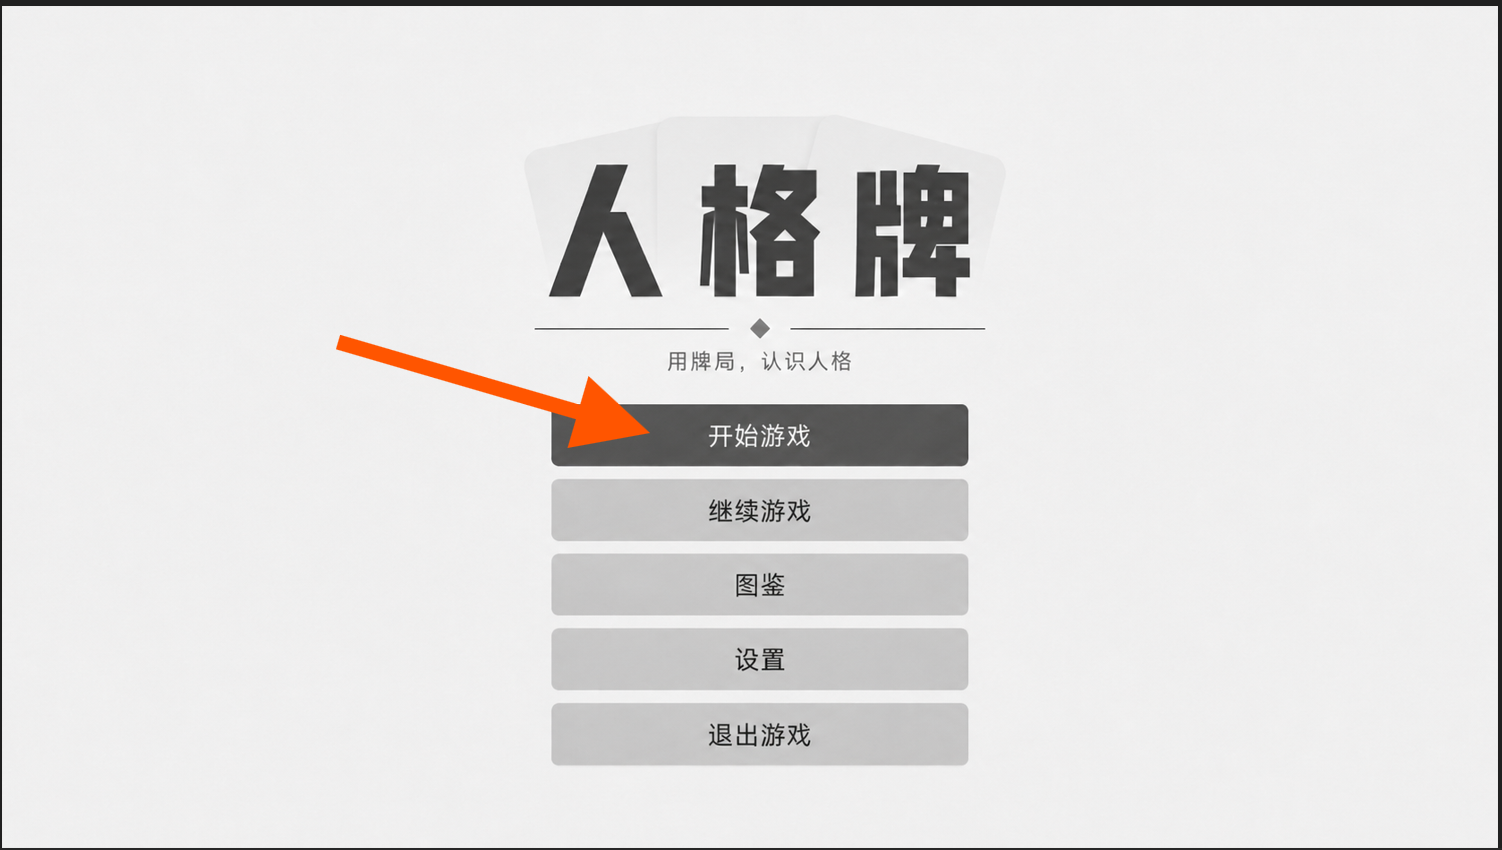 人格牌
用牌局，认识人格
开始游戏
继续游戏
图鉴
设置
退出游戏